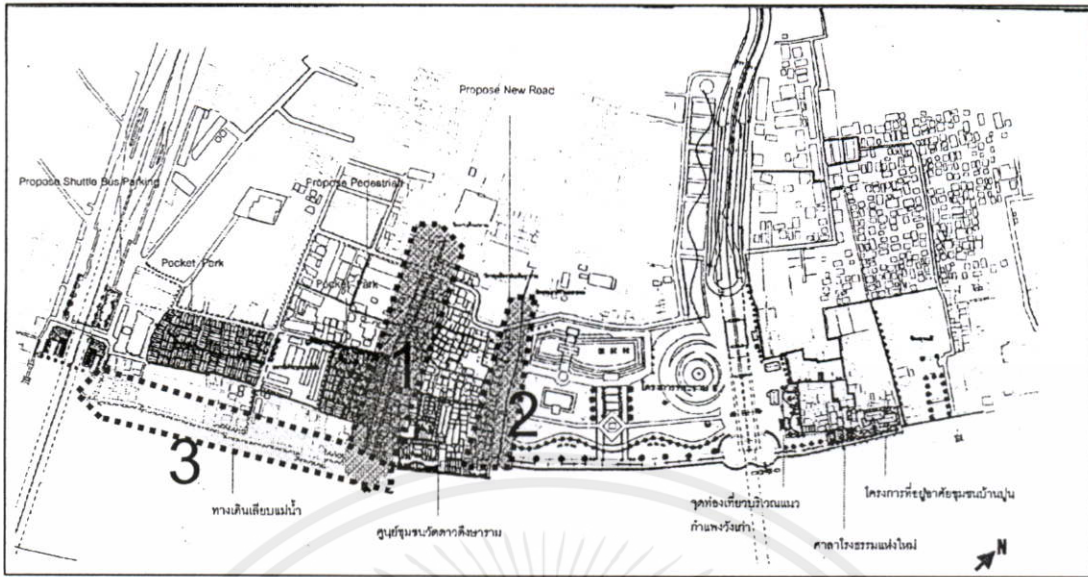 Propose New Road
Propose Shuttle Bus/Parking
Propose Pedestrian
Pocket Park
Pocket Park
1
2
3
ทางเดินเลียบแม่น้ำ
ศูนย์ชุมชนวัดดาวดึงษาราม
จุดท่องเที่ยวบริเวณแนว
กำแพงวังเก่า
ศาลาโรงธรรมแห่งใหม่
โครงการที่อยู่อาศัยชุมชนบ้านปูน
N